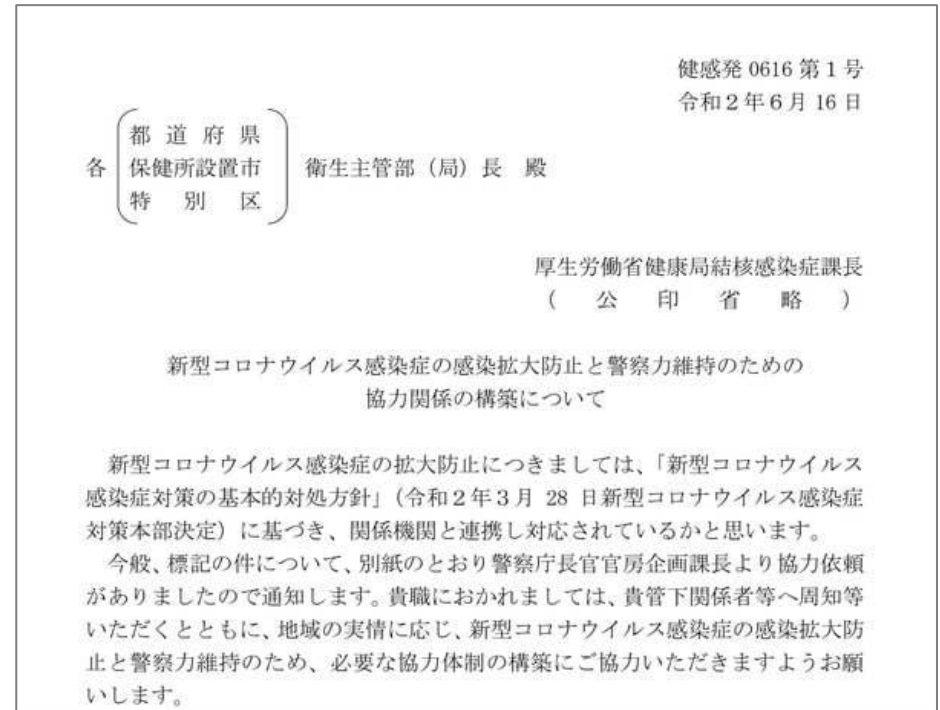 健感発 0616 第1号
令和2年6月 16 日
都 道 府 県
各 保健所設置市 衛生主管部(局)長 殿
特 別 区
厚生労働省健康局結核感染症課長
( 公 印 省 略 )
新型コロナウイルス感染症の感染拡大防止と警察力維持のための
協力関係の構築について
新型コロナウイルス感染症の拡大防止につきましては、「新型コロナウイルス
感染症対策の基本的対処方針」(令和2年3月 28 日新型コロナウイルス感染症
対策本部決定)に基づき、関係機関と連携し対応されているかと思います。
今般、標記の件について、別紙のとおり警察庁長官官房企画課長より協力依頼
がありましたので通知します。貴職におかれましては、貴管下関係者等へ周知等
いただくとともに、地域の実情に応じ、新型コロナウイルス感染症の感染拡大防
止と警察力維持のため、必要な協力体制の構築にご協力いただきますようお願
いします。